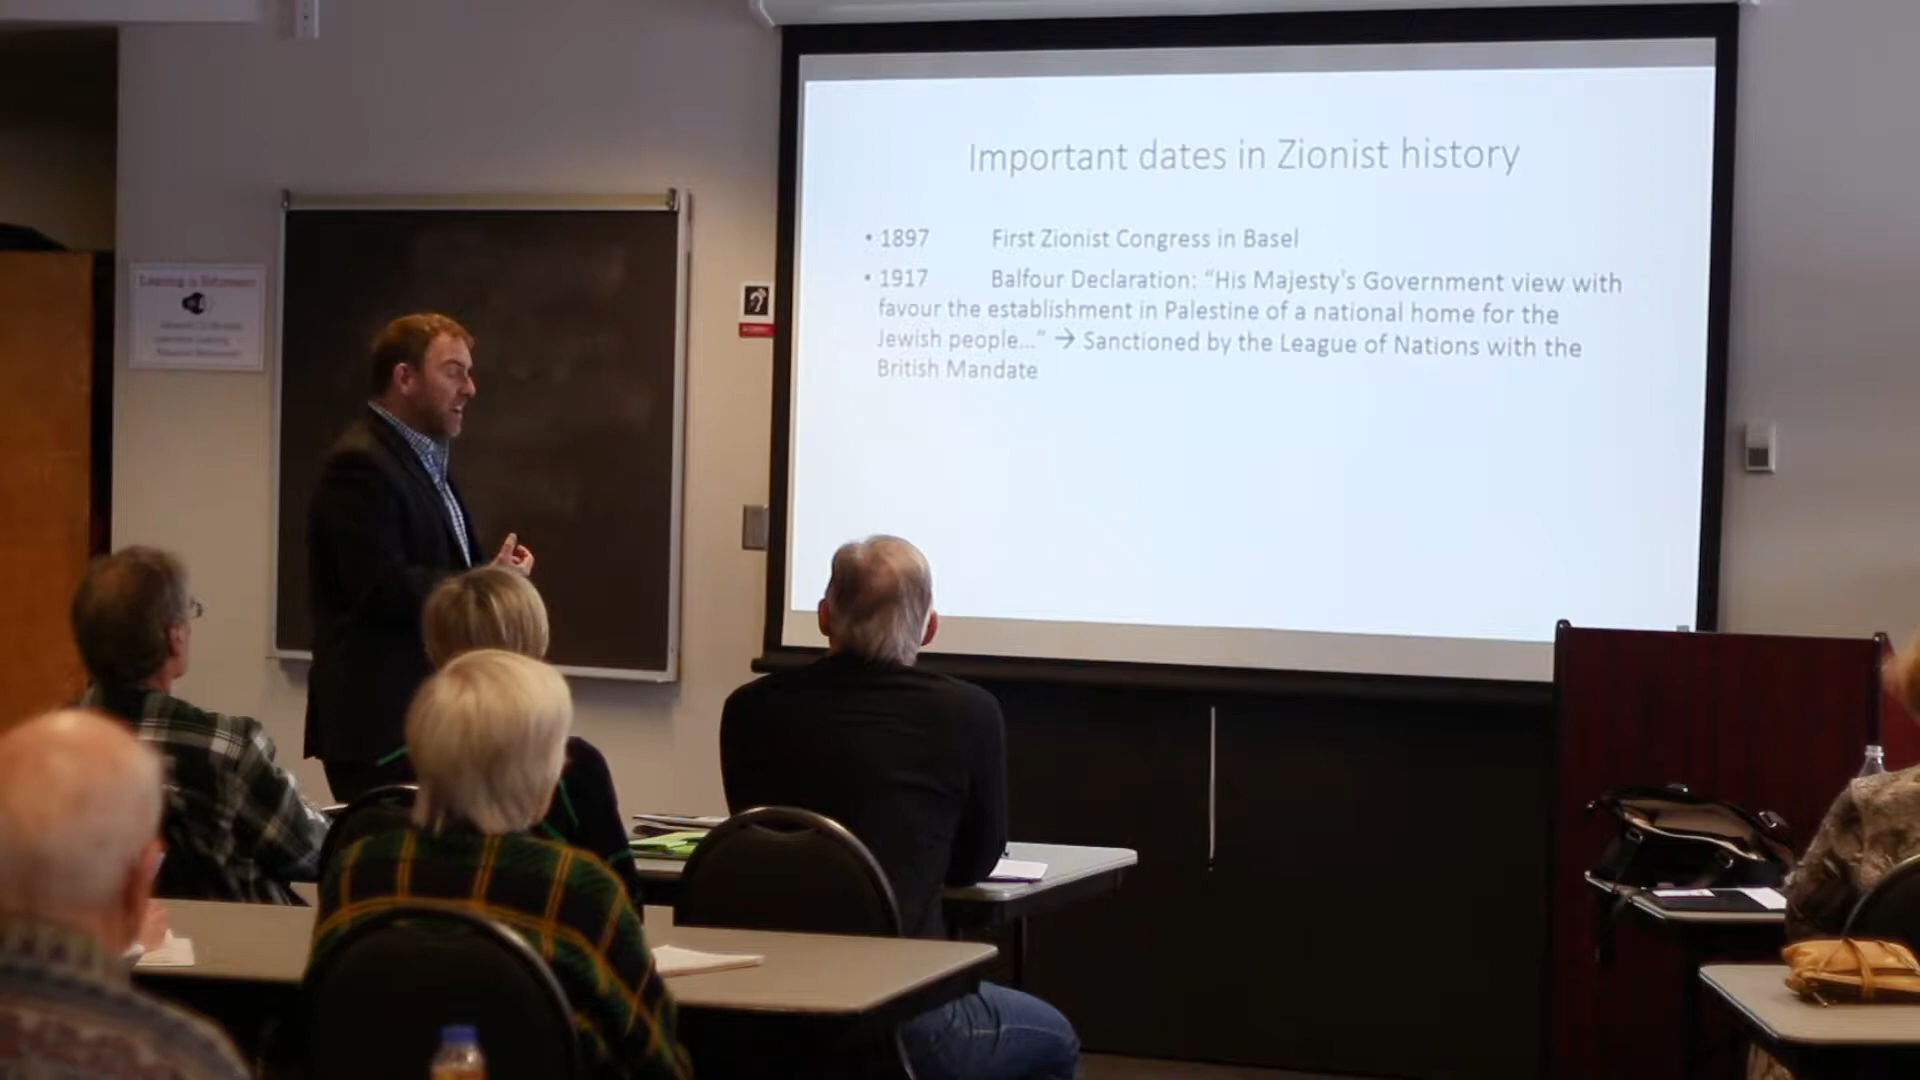 Important dates in Zionist history
• 1897 First Zionist Congress in Basel
• 1917 Balfour Declaration: “His Majesty's Government view with
favour the establishment in Palestine of a national home for the
Jewish people...” → Sanctioned by the League of Nations with the
British Mandate